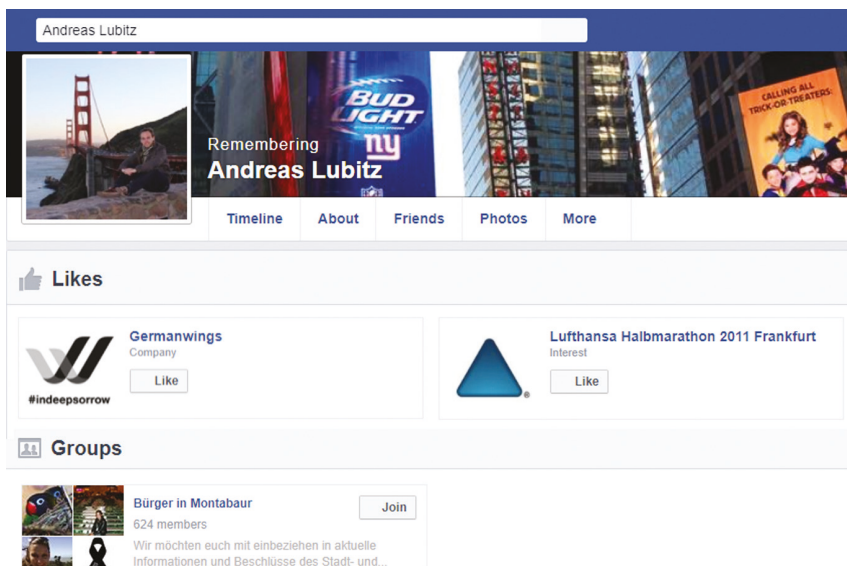 Andreas Lubitz
BUD
LIGHT
ny
NFL
CALLING ALL
TRICK-OR-TREATERS:
Remembering
Andreas Lubitz
Timeline About Friends Photos More
Likes
Germanwings
Company
Like
#indeepsorrow
Lufthansa Halbmarathon 2011 Frankfurt
Interest
Like
®
Groups
Bürger in Montabaur
Join
624 members
Wir möchten euch mit einbeziehen in aktuelle
Informationen und Beschlüsse des Stadt- und...